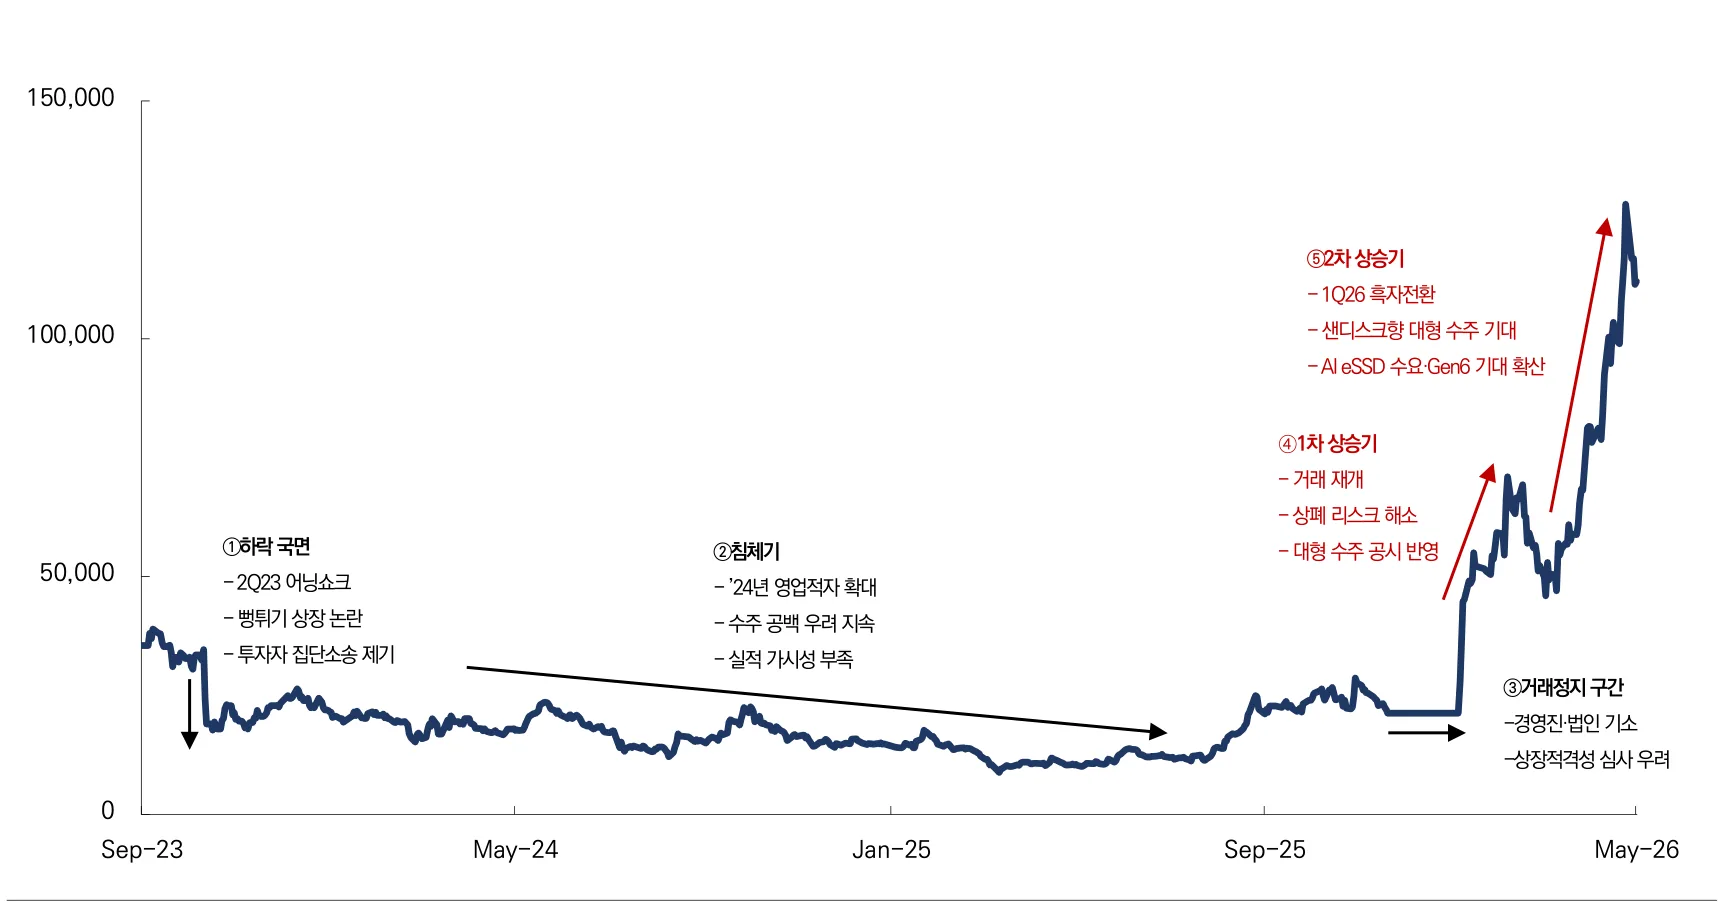 150,000
100,000
50,000
0
Sep-23
May-24
Jan-25
Sep-25
May-26
①하락 국면
- 2Q23 어닝쇼크
- 뻥튀기 상장 논란
- 투자자 집단소송 제기
②침체기
- ’24년 영업적자 확대
- 수주 공백 우려 지속
- 실적 가시성 부족
③거래정지 구간
-경영진·법인 기소
-상장적격성 심사 우려
④1차 상승기
- 거래 재개
- 상폐 리스크 해소
- 대형 수주 공시 반영
⑤2차 상승기
- 1Q26 흑자전환
- 샌디스크향 대형 수주 기대
- AI eSSD 수요·Gen6 기대 확산